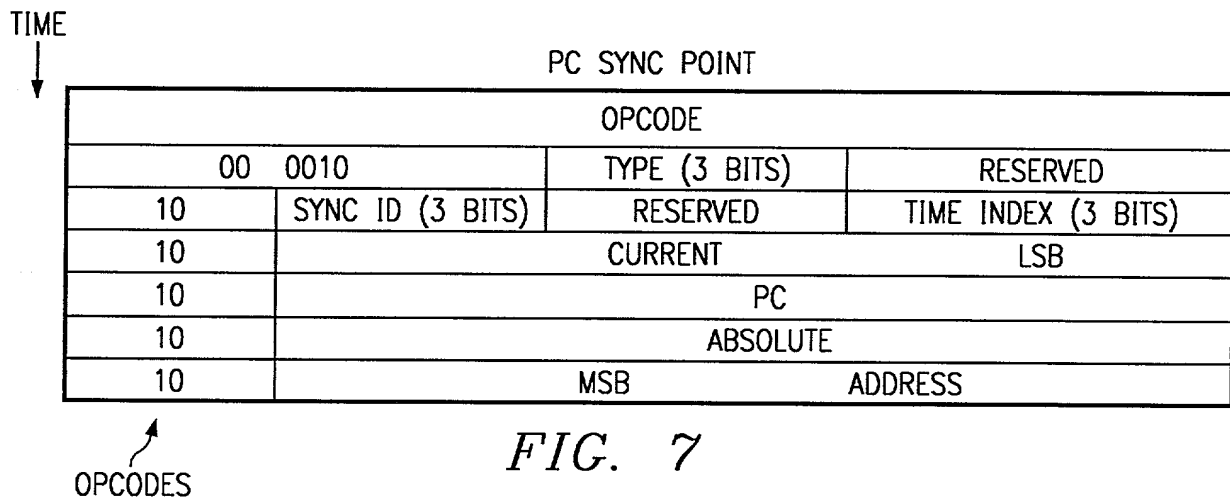 TIME
PC SYNC POINT
OPCODE
00 0010 TYPE (3 BITS) RESERVED
10 SYNC ID (3 BITS) RESERVED TIME INDEX (3 BITS)
10 CURRENT LSB
10 PC
10 ABSOLUTE
10 MSB ADDRESS
OPCODES
FIG. 7